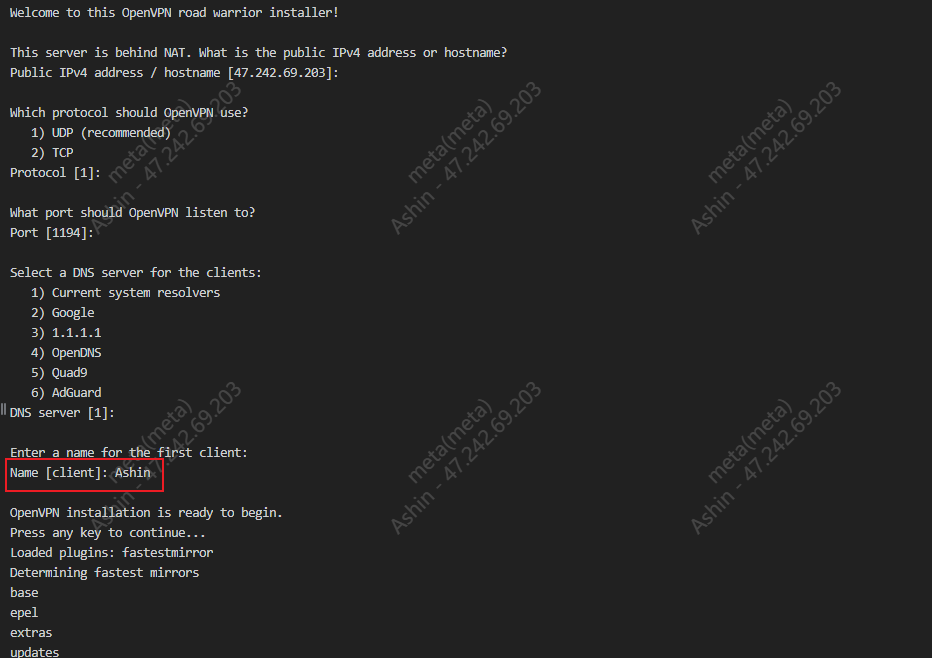 Welcome to this OpenVPN road warrior installer!
This server is behind NAT. What is the public IPv4 address or hostname?
Public IPv4 address / hostname [47.242.69.203]:
Which protocol should OpenVPN use?
1) UDP (recommended)
2) TCP
Protocol [1]:
What port should OpenVPN listen to?
Port [1194]:
Select a DNS server for the clients:
1) Current system resolvers
2) Google
3) 1.1.1.1
4) OpenDNS
5) Quad9
6) AdGuard
DNS server [1]:
Enter a name for the first client:
Name [client]: Ashin
OpenVPN installation is ready to begin.
Press any key to continue...
Loaded plugins: fastestmirror
Determining fastest mirrors
base
epel
extras
updates
meta(meta)
Ashin - 47.242.69.203
meta(meta)
Ashin - 47.242.69.203
meta(meta)
Ashin - 47.242.69.203
meta(meta)
Ashin - 47.242.69.203
meta(meta)
Ashin - 47.242.69.203
meta(meta)
Ashin - 47.242.69.203